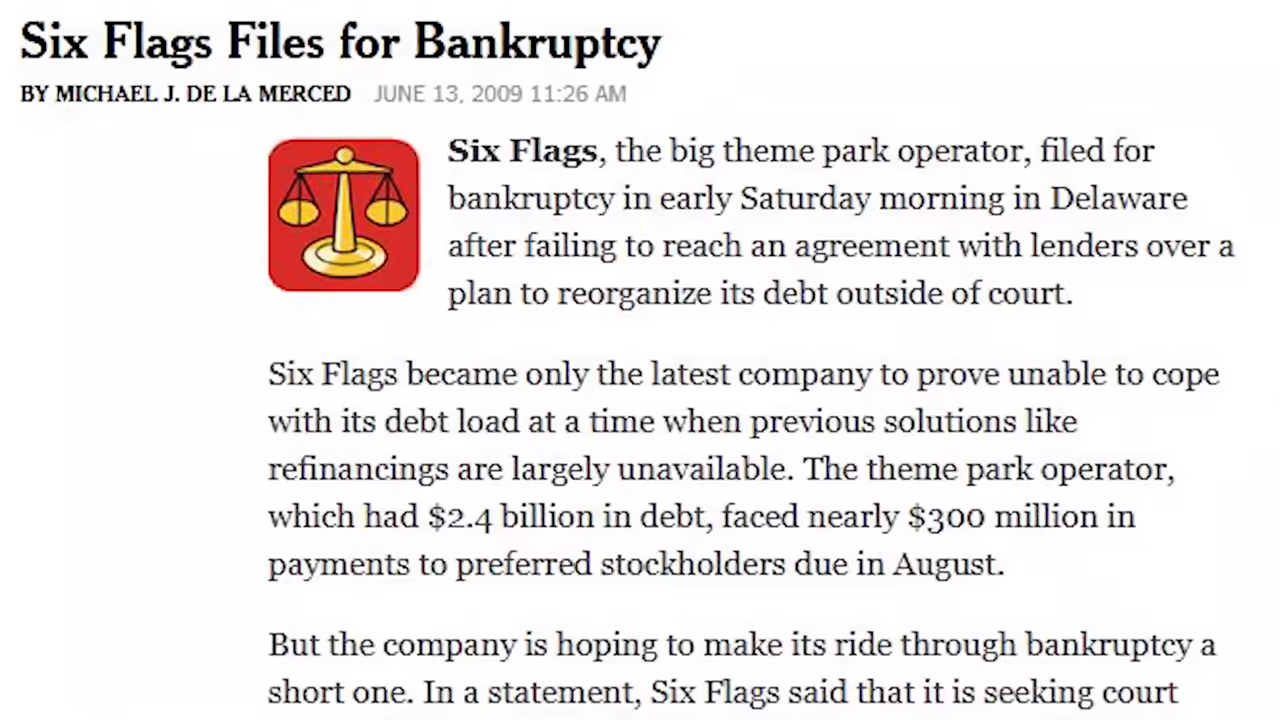 Six Flags Files for Bankruptcy
BY MICHAEL J. DE LA MERCED JUNE 13, 2009 11:26 AM
Six Flags, the big theme park operator, filed for
bankruptcy in early Saturday morning in Delaware
after failing to reach an agreement with lenders over a
plan to reorganize its debt outside of court.
Six Flags became only the latest company to prove unable to cope
with its debt load at a time when previous solutions like
refinancings are largely unavailable. The theme park operator,
which had $2.4 billion in debt, faced nearly $300 million in
payments to preferred stockholders due in August.
But the company is hoping to make its ride through bankruptcy a
short one. In a statement, Six Flags said that it is seeking court